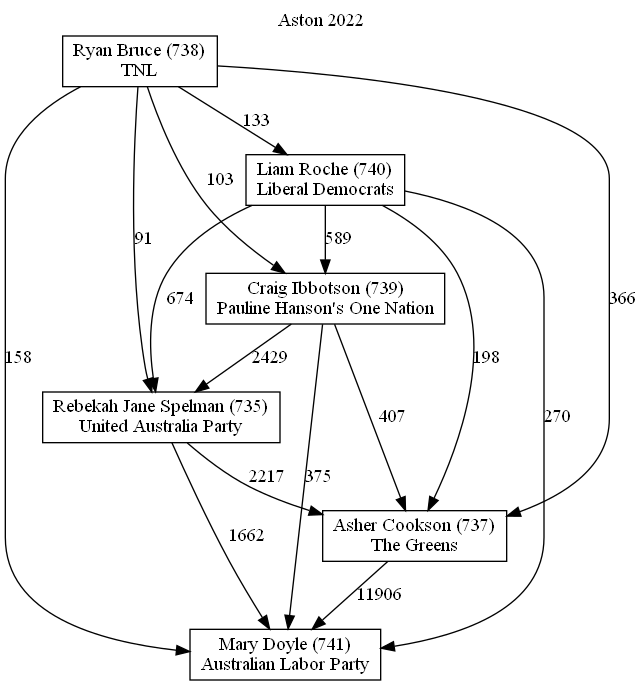 Aston 2022
Ryan Bruce (738)
TNL
133
Liam Roche (740)
Liberal Democrats
103
91
589
Craig Ibbotson (739)
Pauline Hanson's One Nation
674
366
158
2429
198
Rebekah Jane Spelman (735)
United Australia Party
407
270
2217
375
Asher Cookson (737)
The Greens
1662
11906
Mary Doyle (741)
Australian Labor Party